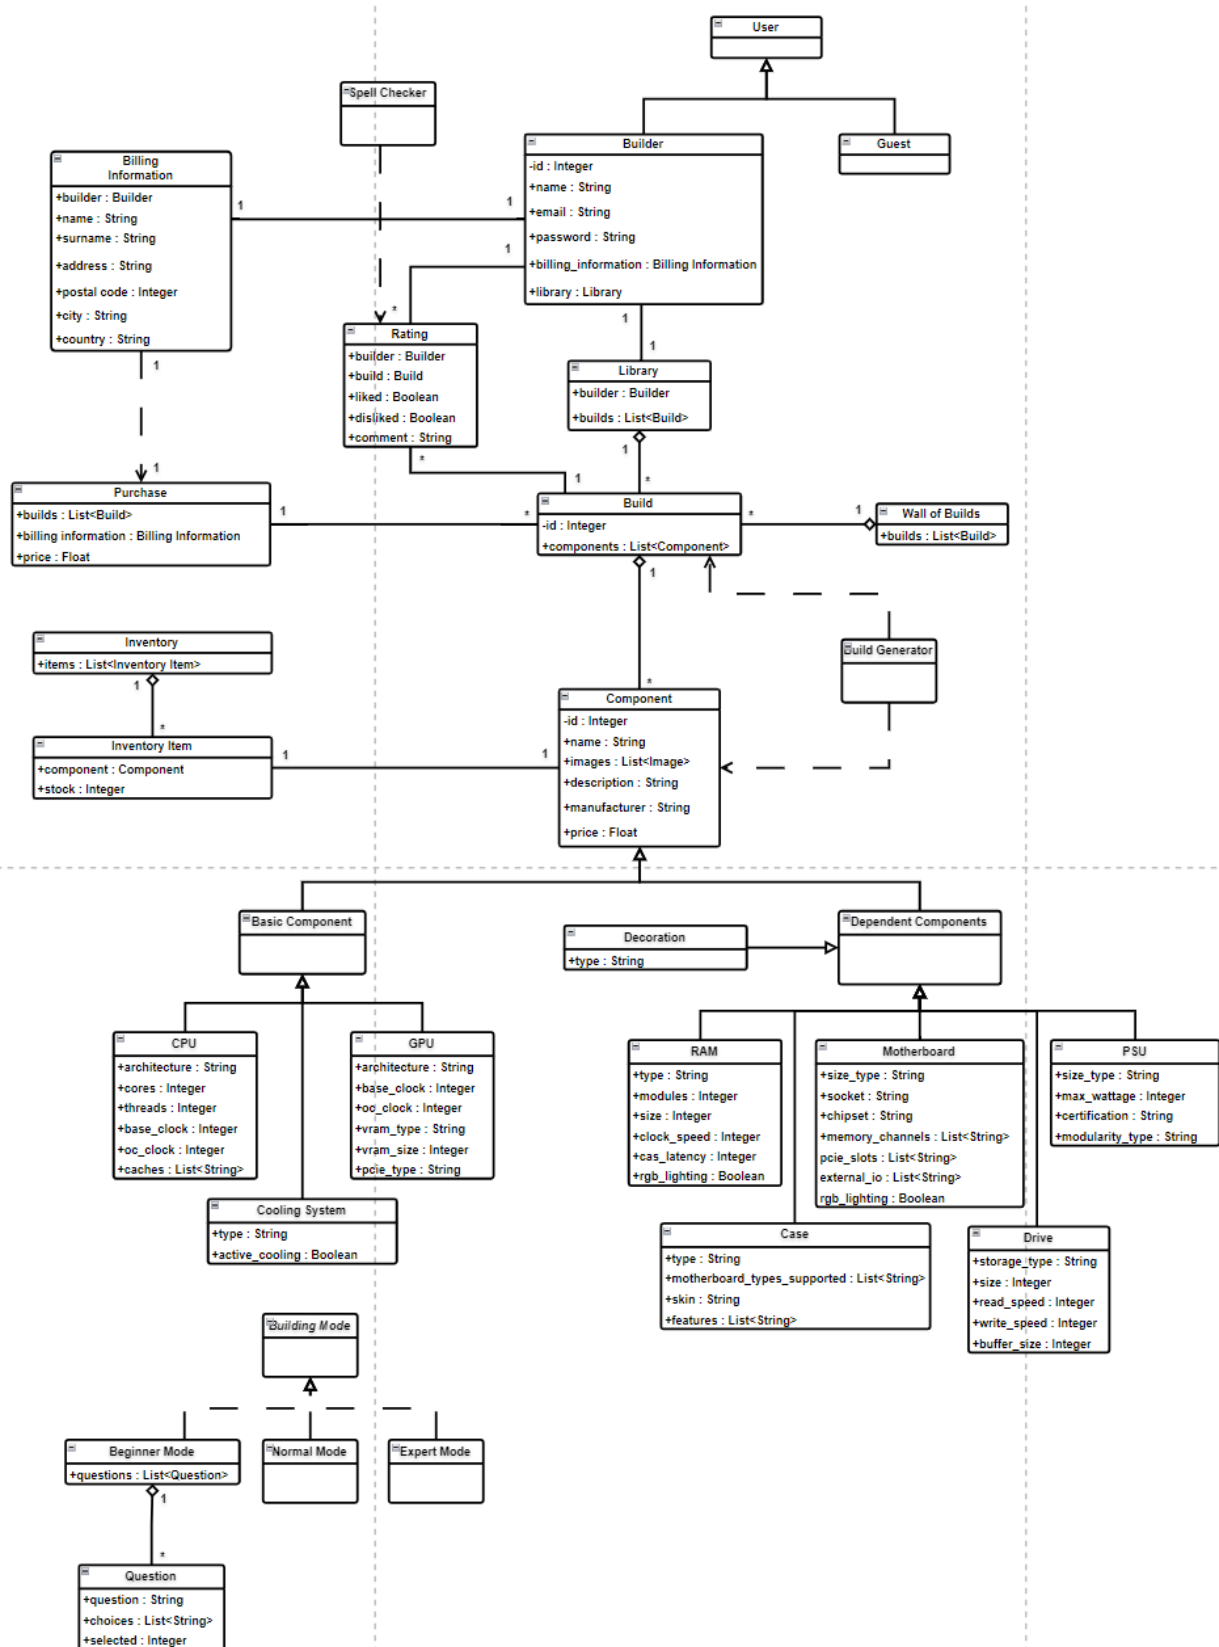 User
Spell Checker
Builder
-id : Integer
+name : String
+email : String
+password : String
+billing_information : Billing Information
+library : Library
Guest
Billing
Information
+builder : Builder
+name : String
+surname : String
+address : String
+postal code : Integer
+city : String
+country : String
1
1
1
*
1
1
1
1
Rating
+builder : Builder
+build : Build
+liked : Boolean
+disliked : Boolean
+comment : String
Library
+builder : Builder
+builds : List<Build>
*
1
1
*
Purchase
+builds : List<Build>
+billing information : Billing Information
+price : Float
1
*
Build
-id : Integer
+components : List<Component>
*
1
Wall of Builds
+builds : List<Build>
1
*
Inventory
+items : List<Inventory Item>
1
*
Build Generator
Inventory Item
+component : Component
+stock : Integer
1
1
Component
-id : Integer
+name : String
+images : List<Image>
+description : String
+manufacturer : String
+price : Float
Basic Component
Decoration
+type : String
Dependent Components
CPU
+architecture : String
+cores : Integer
+threads : Integer
+base_clock : Integer
+oc_clock : Integer
+caches : List<String>
GPU
+architecture : String
+base_clock : Integer
+oc_clock : Integer
+vram_type : String
+vram_size : Integer
+pcie_type : String
RAM
+type : String
+modules : Integer
+size : Integer
+clock_speed : Integer
+cas_latency : Integer
+rgb_lighting : Boolean
Motherboard
+size_type : String
+socket : String
+chipset : String
+memory_channels : List<String>
pcie_slots : List<String>
external_io : List<String>
rgb_lighting : Boolean
PSU
+size_type : String
+max_wattage : Integer
+certification : String
+modularity_type : String
Cooling System
+type : String
+active_cooling : Boolean
Case
+type : String
+motherboard_types_supported : List<String>
+skin : String
+features : List<String>
Drive
+storage_type : String
+size : Integer
+read_speed : Integer
+write_speed : Integer
+buffer_size : Integer
Building Mode
Beginner Mode
+questions : List<Question>
Normal Mode
Expert Mode
1
*
Question
+question : String
+choices : List<String>
+selected : Integer